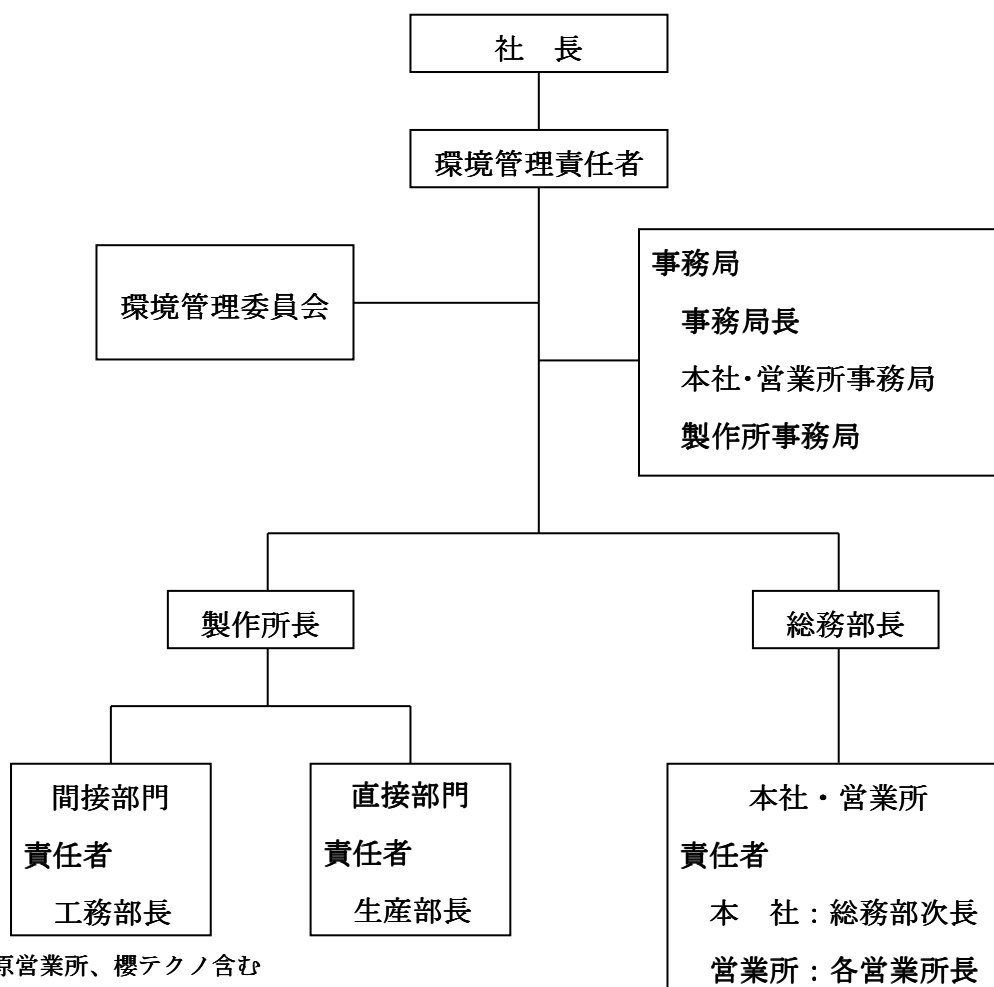 社　長
環境管理責任者
環境管理委員会
事務局
事務局長
本社・営業所事務局
製作所事務局
製作所長
総務部長
間接部門
責任者
工務部長
直接部門
責任者
生産部長
本社・営業所
責任者
本　社：総務部次長
営業所：各営業所長
原営業所、櫻テクノ含む